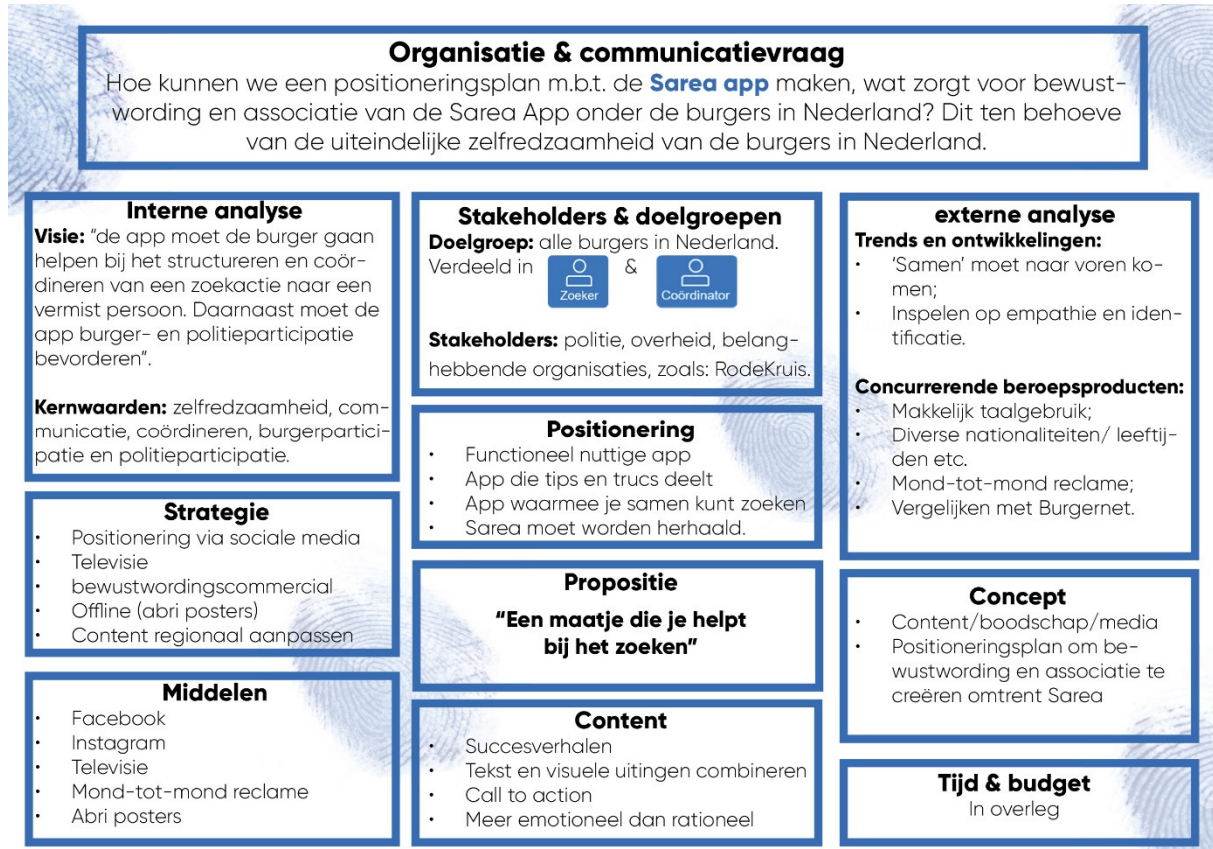 Organisatie & communicatievraag
Hoe kunnen we een positioneringsplan m.b.t. de Sarea app maken, wat zorgt voor bewust-
wording en associatie van de Sarea App onder de burgers in Nederland? Dit ten behoeve
van de uiteindelijke zelfredzaamheid van de burgers in Nederland.
Interne analyse
Visie: “de app moet de burger gaan
helpen bij het structureren en coör-
dineren van een zoekactie naar een
vermist persoon. Daarnaast moet de
app burger- en politieparticipatie
bevorderen”.
Kernwaarden: zelfredzaamheid, com-
municatie, coördineren, burgerpartici-
patie en politieparticipatie.
Strategie
• Positionering via sociale media
• Televisie
• bewustwordingscommercial
• Offline (abri posters)
• Content regionaal aanpassen
Middelen
• Facebook
• Instagram
• Televisie
• Mond-tot-mond reclame
• Abri posters
Stakeholders & doelgroepen
Doelgroep: alle burgers in Nederland.
Verdeeld in Zoeker & Coördinator
Stakeholders: politie, overheid, belang-
hebbende organisaties, zoals: RodeKruis.
Positionering
• Functioneel nuttige app
• App die tips en trucs deelt
• App waarmee je samen kunt zoeken
• Sarea moet worden herhaald.
Propositie
“Een maatje die je helpt
bij het zoeken”
Content
• Succesverhalen
• Tekst en visuele uitingen combineren
• Call to action
• Meer emotioneel dan rationeel
externe analyse
Trends en ontwikkelingen:
• ‘Samen’ moet naar voren ko-
men;
• Inspelen op empathie en iden-
tificatie.
Concurrerende beroepsproducten:
• Makkelijk taalgebruik;
• Diverse nationaliteiten/ leeftij-
den etc.
• Mond-tot-mond reclame;
• Vergelijken met Burgernet.
Concept
• Content/boodschap/media
• Positioneringsplan om be-
wustwording en associatie te
creëren omtrent Sarea
Tijd & budget
In overleg